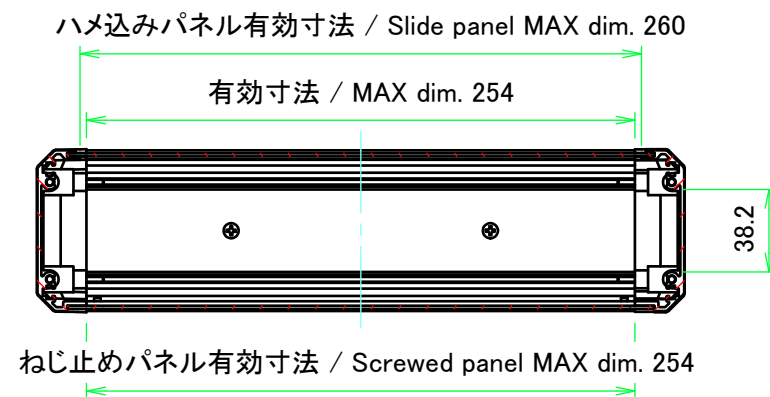 ハメ込みパネル有効寸法 / Slide panel MAX dim. 260
有効寸法 / MAX dim. 254
38.2
ねじ止めパネル有効寸法 / Screwed panel MAX dim. 254